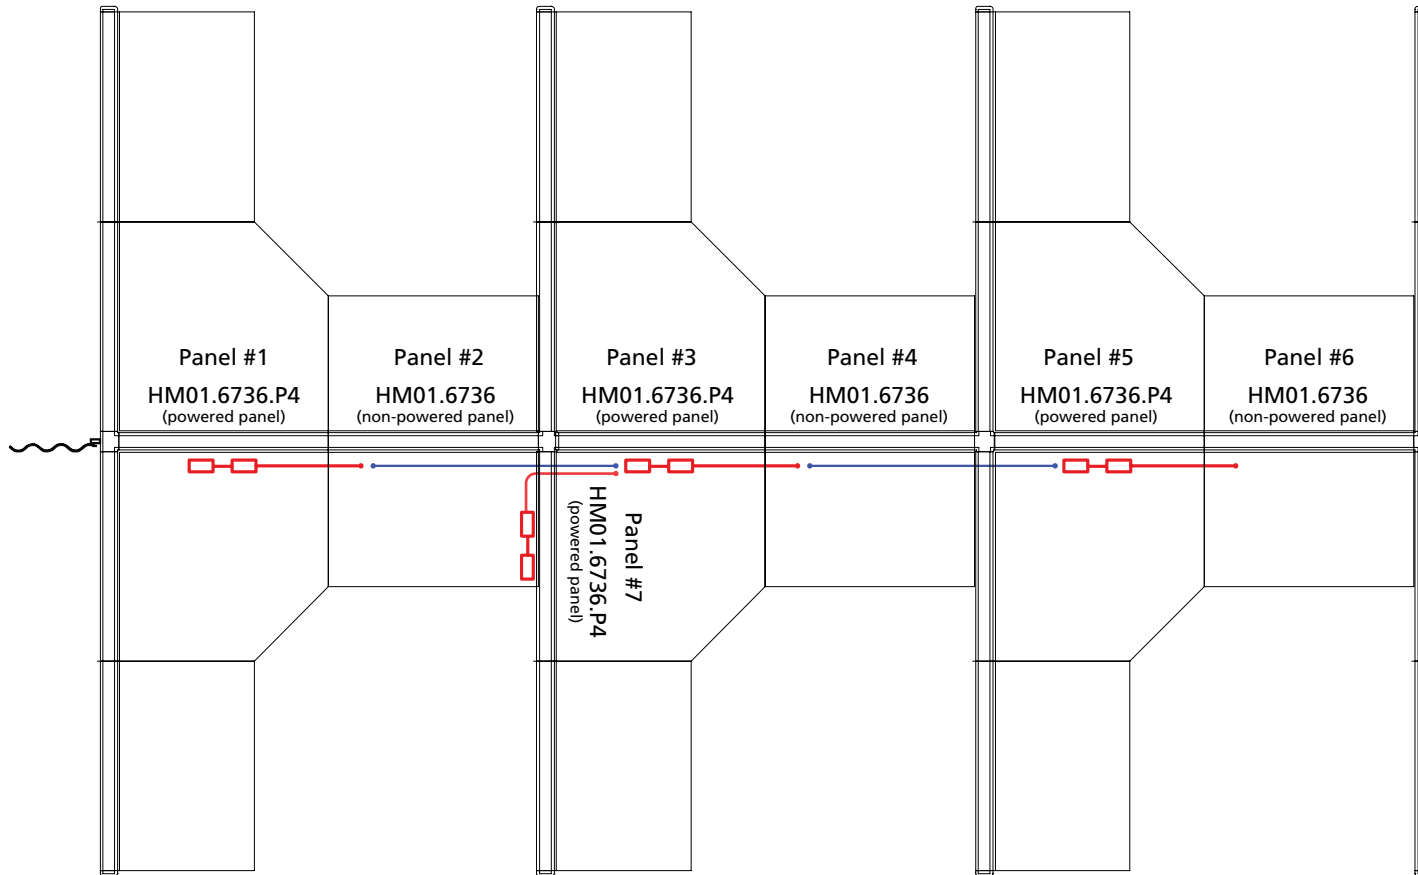 Panel #1
HM01.6736.P4
(powered panel)
Panel #2
HM01.6736
(non-powered panel)
Panel #3
HM01.6736.P4
(powered panel)
Panel #4
HM01.6736
(non-powered panel)
Panel #5
HM01.6736.P4
(powered panel)
Panel #6
HM01.6736
(non-powered panel)
Panel #7
HM01.6736.P4
(powered panel)